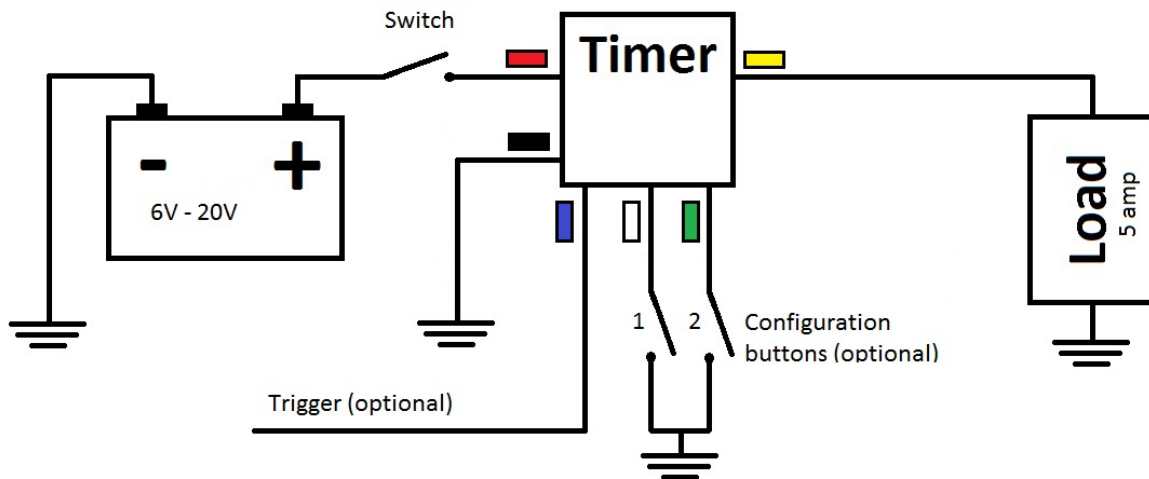 Switch
Timer
- +
6V - 20V
Load
5 amp
1 2
Configuration
buttons (optional)
Trigger (optional)